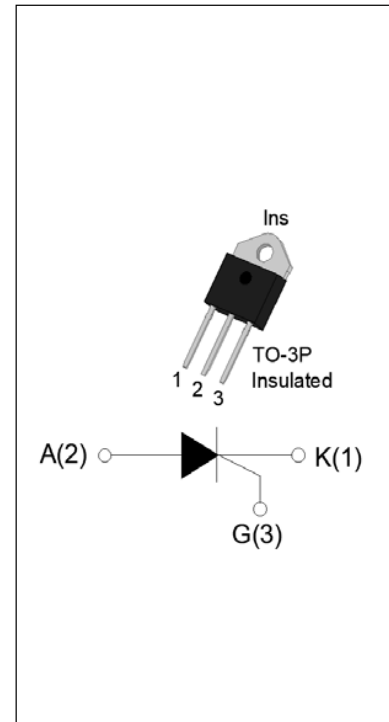 Ins
TO-3P
Insulated
1 2 3
A(2) K(1)
G(3)